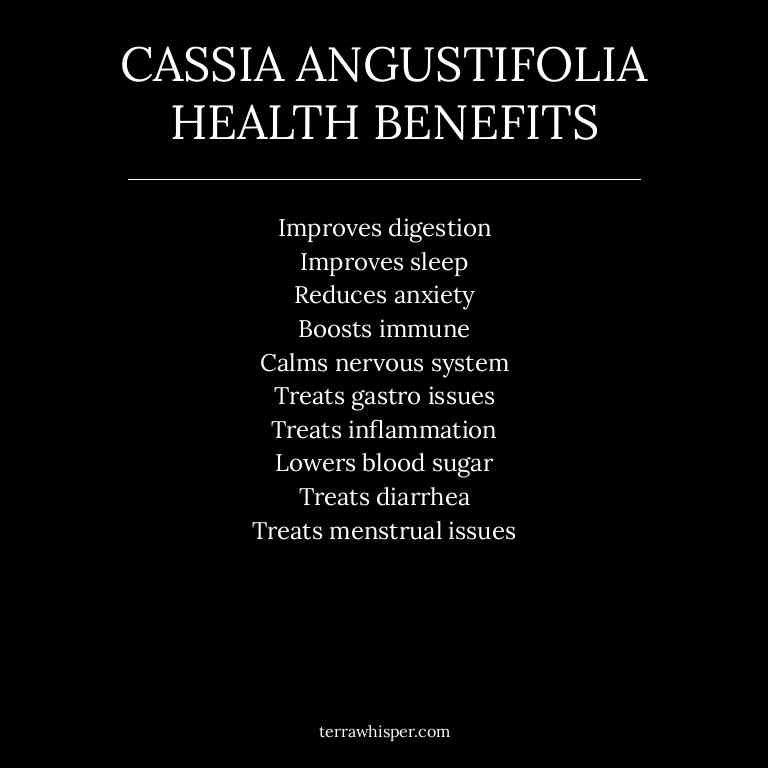 CASSIA ANGUSTIFOLIA
HEALTH BENEFITS
Improves digestion
Improves sleep
Reduces anxiety
Boosts immune
Calms nervous system
Treats gastro issues
Treats inflammation
Lowers blood sugar
Treats diarrhea
Treats menstrual issues
terrawhisper.com